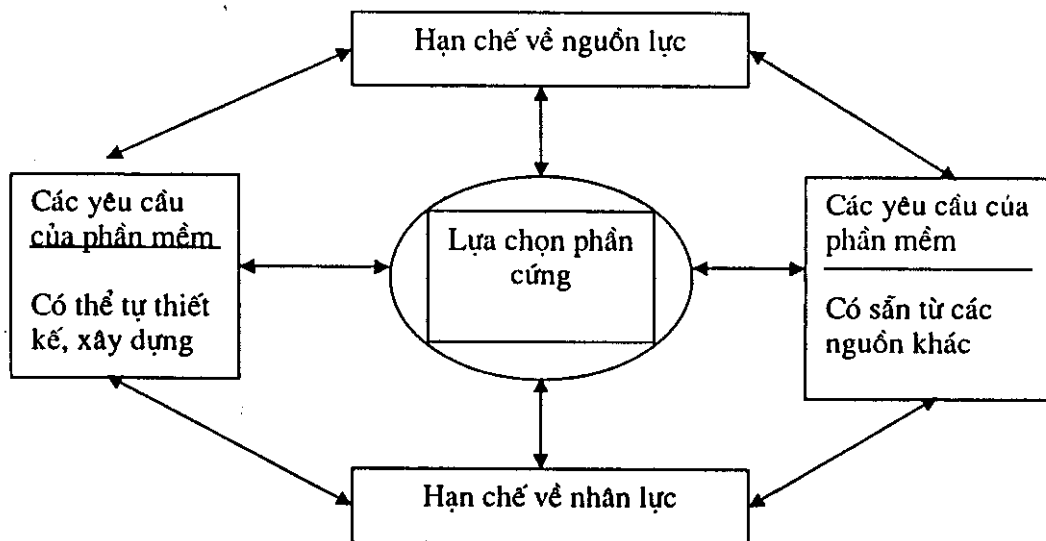 Hạn chế về nguồn lực
Các yêu cầu
của phần mềm
Có thể tự thiết
kế, xây dựng
Lựa chọn phần
cứng
Các yêu cầu của
phần mềm
Có sẵn từ các
nguồn khác
Hạn chế về nhân lực